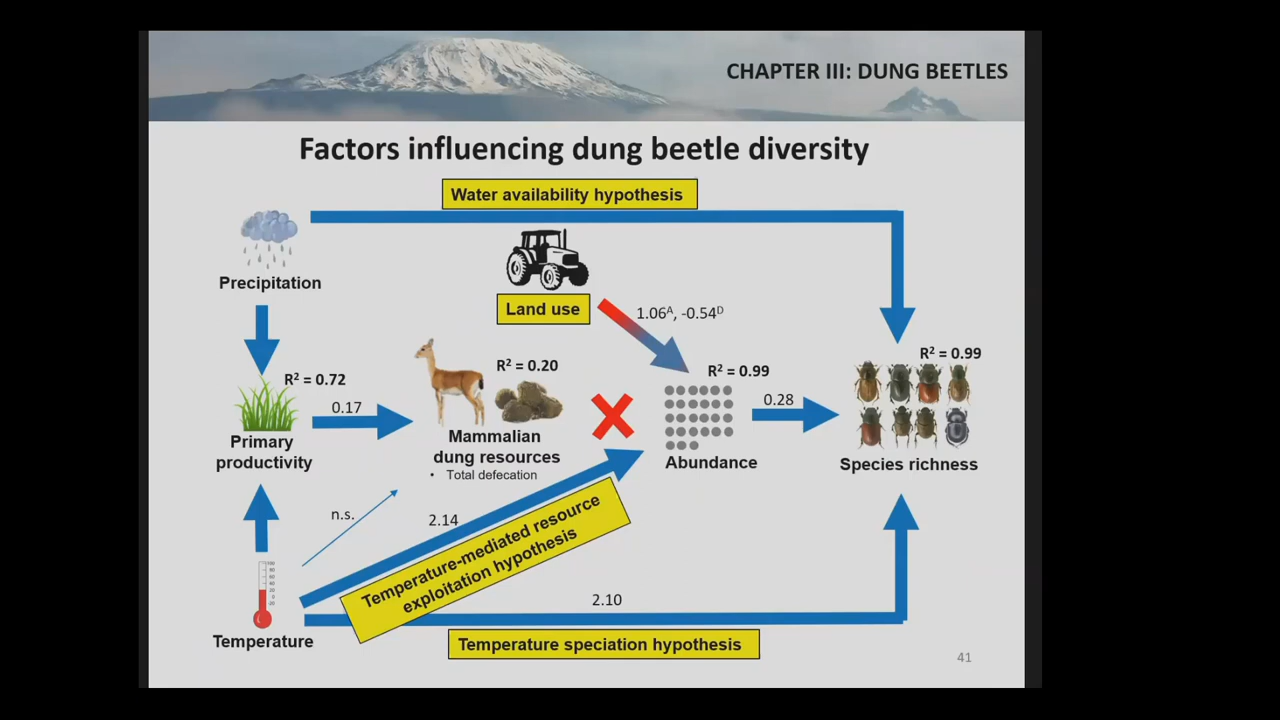 CHAPTER III: DUNG BEETLES
Factors influencing dung beetle diversity
Water availability hypothesis
Precipitation
Land use
1.06ᴬ, -0.54ᴰ
R² = 0.72
0.17
R² = 0.20
R² = 0.99
0.28
R² = 0.99
Primary
productivity
Mammalian
dung resources
• Total defecation
Abundance
Species richness
n.s.
2.14
Temperature-mediated resource
exploitation hypothesis
2.10
Temperature
Temperature speciation hypothesis
41